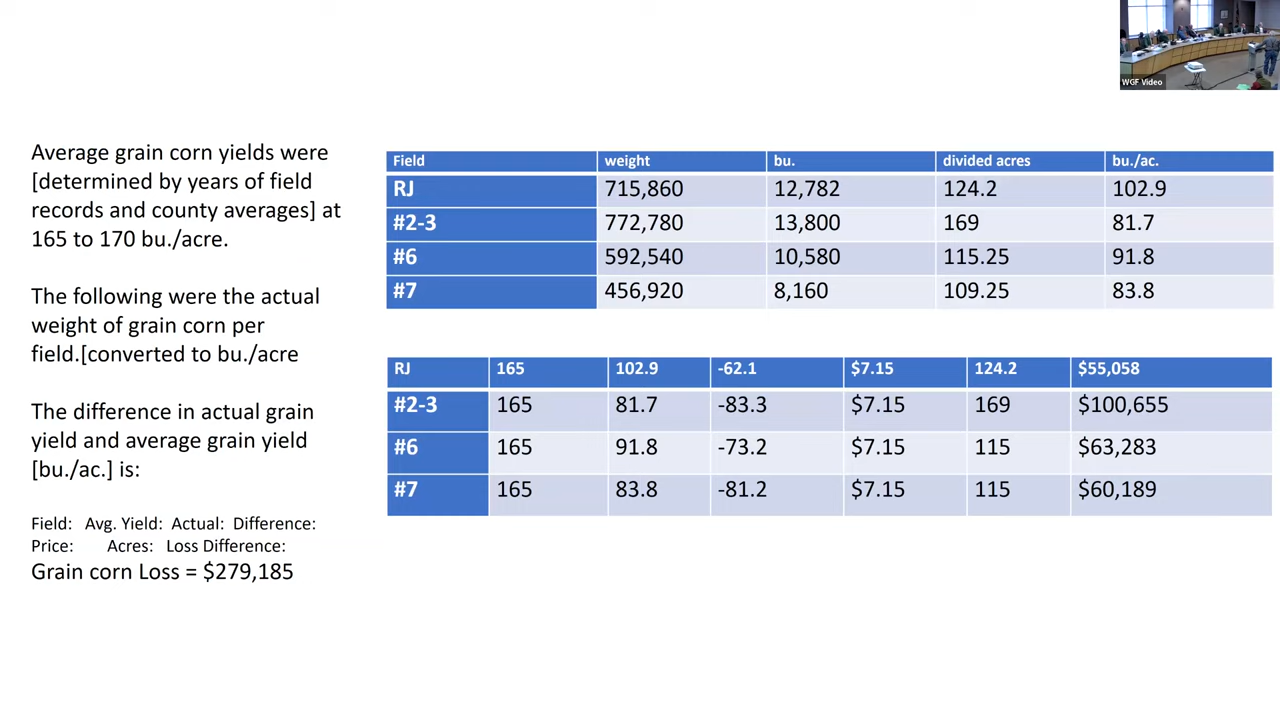 WGF Video
Average grain corn yields were
[determined by years of field
records and county averages] at
165 to 170 bu./acre.
The following were the actual
weight of grain corn per
field.[converted to bu./acre
The difference in actual grain
yield and average grain yield
[bu./ac.] is:
Field: Avg. Yield: Actual: Difference:
Price: Acres: Loss Difference:
Grain corn Loss = $279,185
Field weight bu. divided acres bu./ac.
RJ 715,860 12,782 124.2 102.9
#2-3 772,780 13,800 169 81.7
#6 592,540 10,580 115.25 91.8
#7 456,920 8,160 109.25 83.8
RJ 165 102.9 -62.1 $7.15 124.2 $55,058
#2-3 165 81.7 -83.3 $7.15 169 $100,655
#6 165 91.8 -73.2 $7.15 115 $63,283
#7 165 83.8 -81.2 $7.15 115 $60,189